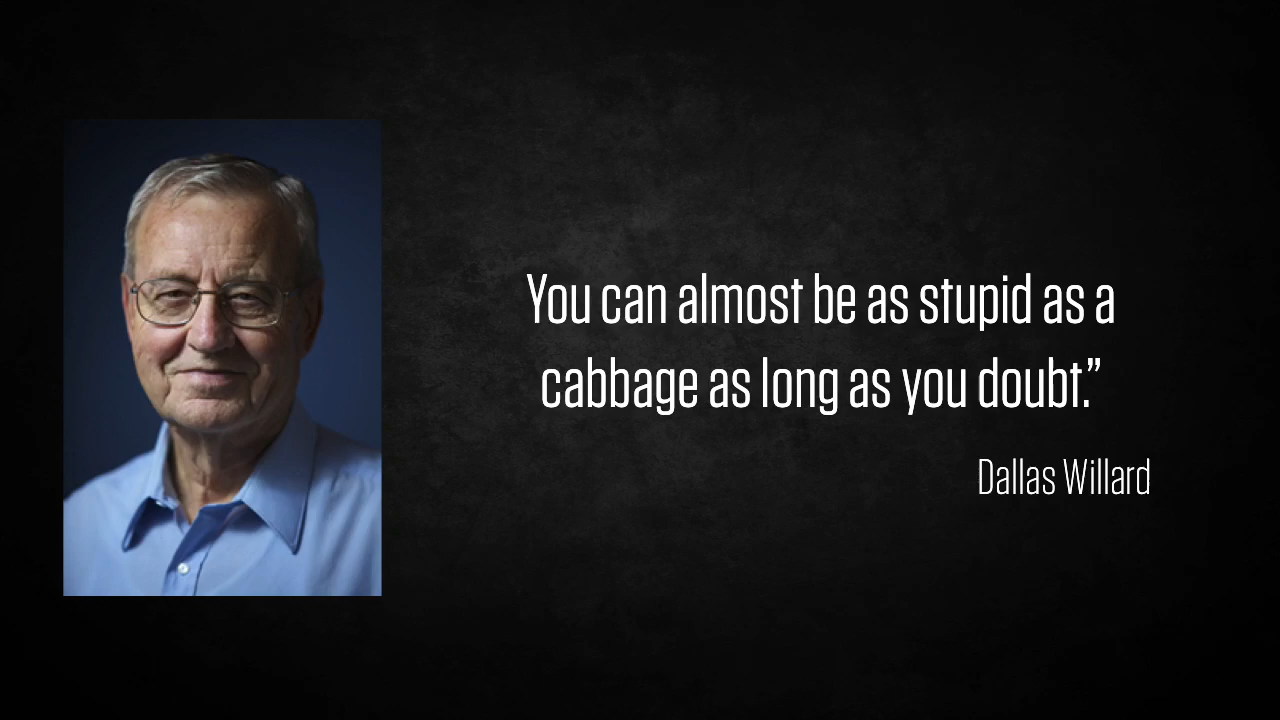 You can almost be as stupid as a
cabbage as long as you doubt.”
Dallas Willard